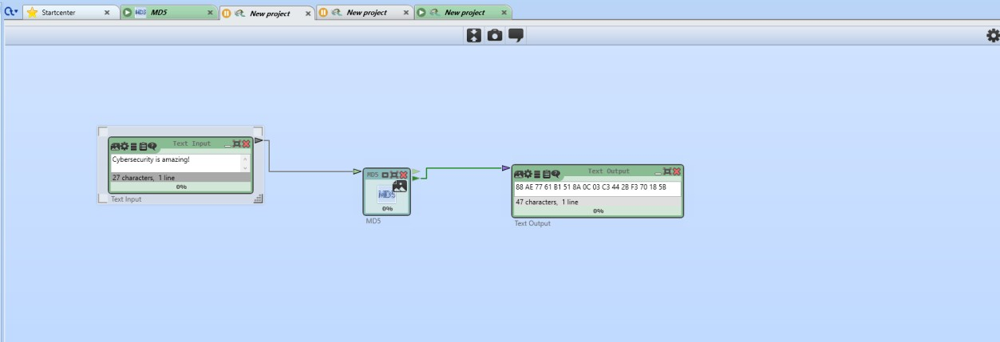 Startcenter
MD5
New project
New project
New project
Text Input
Cybersecurity is amazing!
27 characters, 1 line
0%
Text Input
MD5
MD5
0%
MD5
Text Output
88 AE 77 61 B1 51 8A 0C 03 C3 44 2B F3 70 18 5B
47 characters, 1 line
0%
Text Output